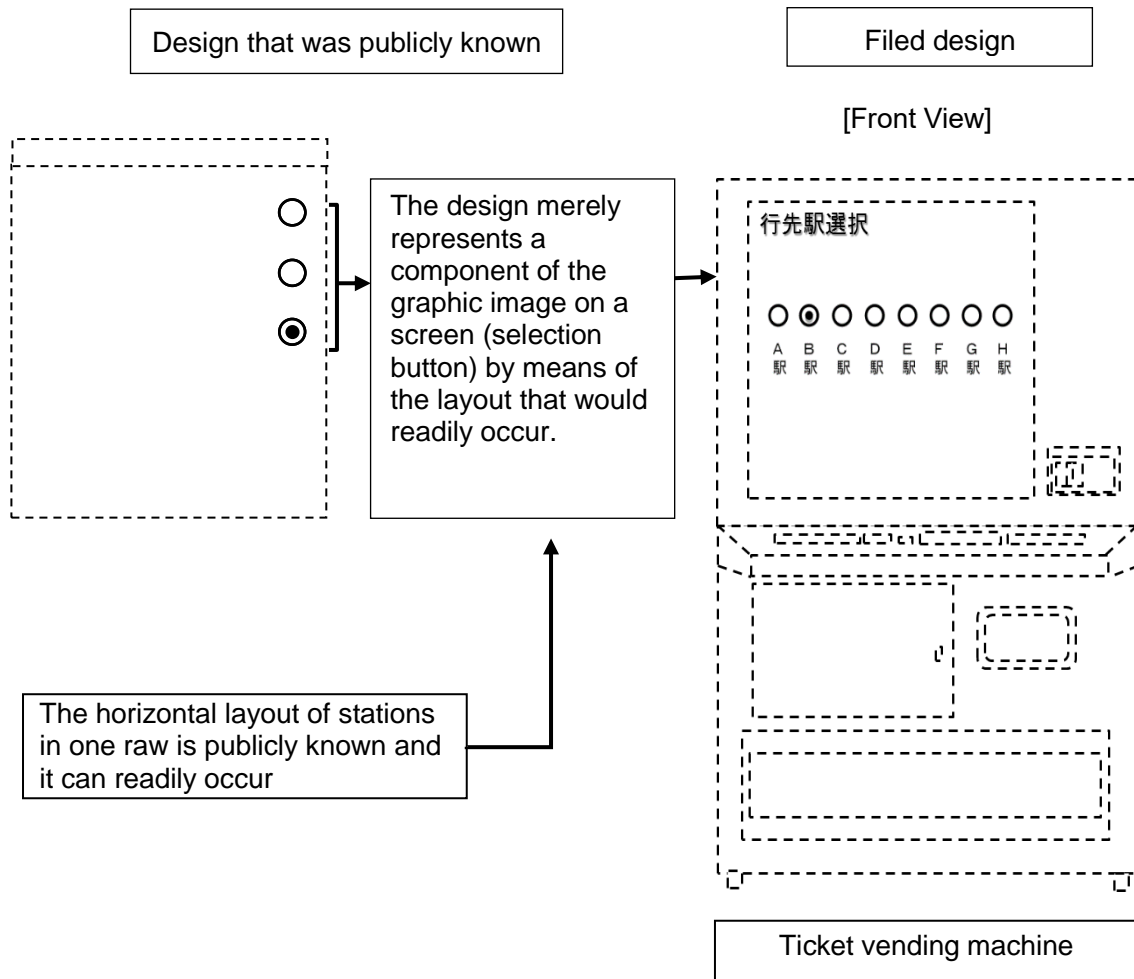 Design that was publicly known
Filed design
[Front View]
The design merely
represents a
component of the
graphic image on a
screen (selection
button) by means of
the layout that would
readily occur.
行先駅選択
A B C D E F G H
駅 駅 駅 駅 駅 駅 駅 駅
The horizontal layout of stations
in one raw is publicly known and
it can readily occur
Ticket vending machine